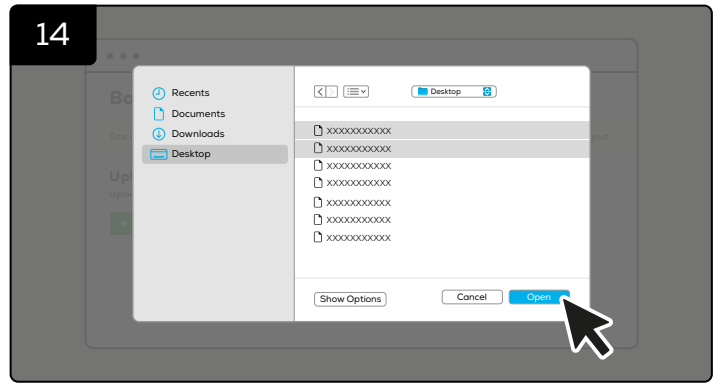 14
Recents
Documents
Downloads
Desktop
Desktop
XXXXXXXXXXX
XXXXXXXXXXX
XXXXXXXXXXX
XXXXXXXXXXX
XXXXXXXXXXX
XXXXXXXXXXX
XXXXXXXXXXX
Show Options
Cancel
Open